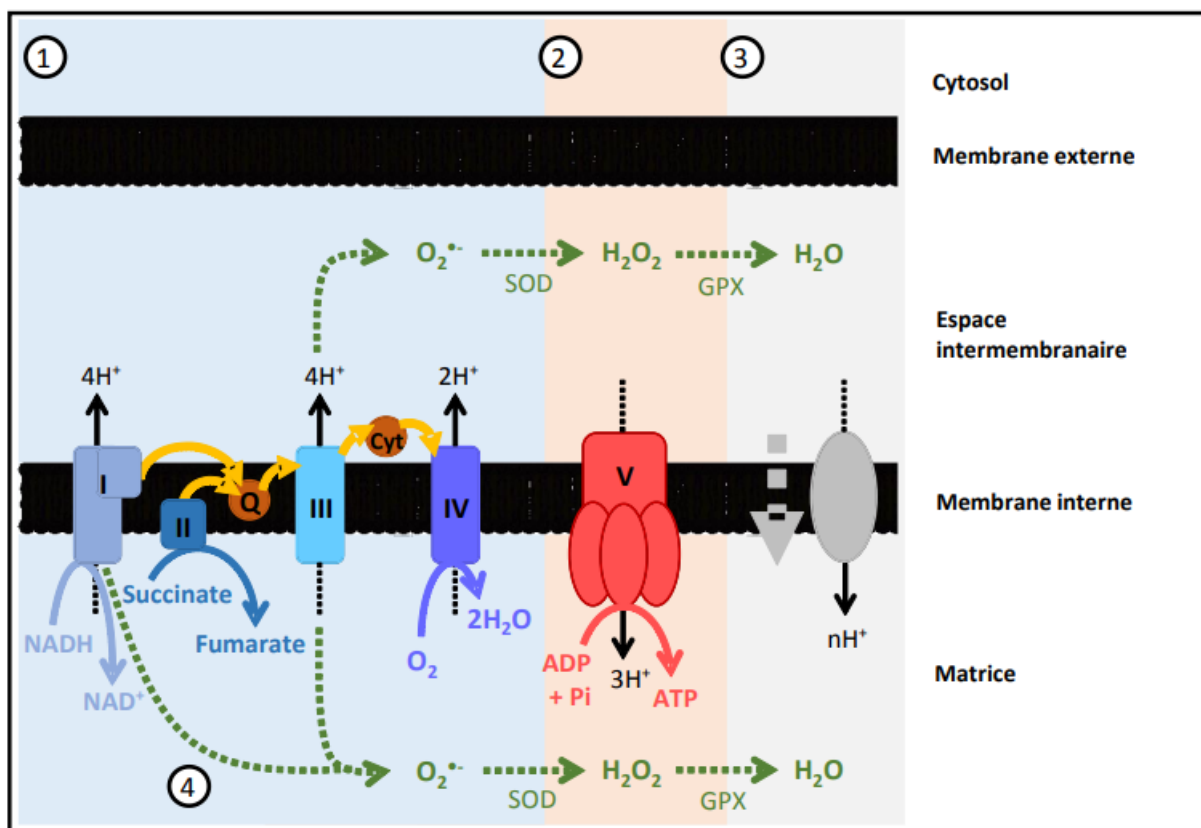 1
2
3
Cytosol
Membrane externe
O₂•- SOD H₂O₂ GPX H₂O
Espace
intermembranaire
4H⁺
4H⁺
2H⁺
Cyt
I
II
Q
III
IV
V
Membrane interne
Succinate
Fumarate
NADH
NAD⁺
O₂
2H₂O
ADP
+ Pi
3H⁺
ATP
nH⁺
Matrice
4
O₂•- SOD H₂O₂ GPX H₂O